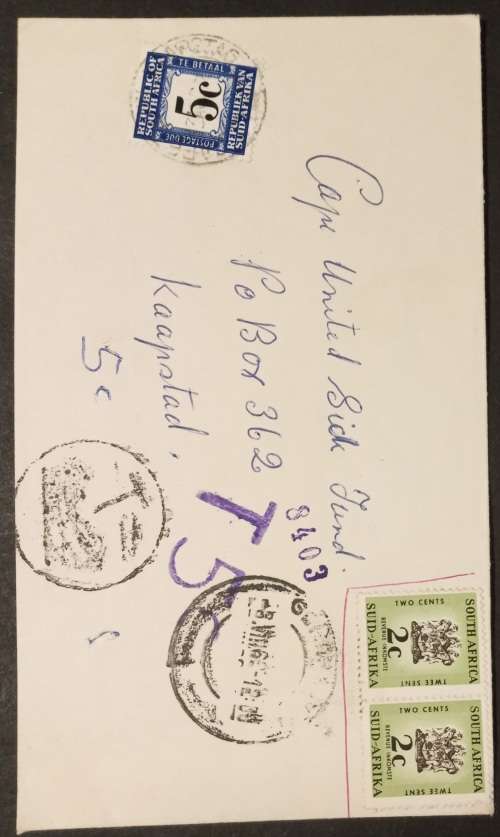 REPUBLIC OF
SOUTH AFRICA
TE BETAAL
5c
POSTAGE DUE
REPUBLIEK VAN
SUID-AFRIKA
Cape United Sick Fund.
Po Box 362
Kaapstad.
5c
T
5c
8403
T
SOUTH AFRICA
TWO CENTS
TWEE SENT
2c
REVENUE INKOMSTE
SUID-AFRIKA
SOUTH AFRICA
TWO CENTS
TWEE SENT
2c
REVENUE INKOMSTE
SUID-AFRIKA